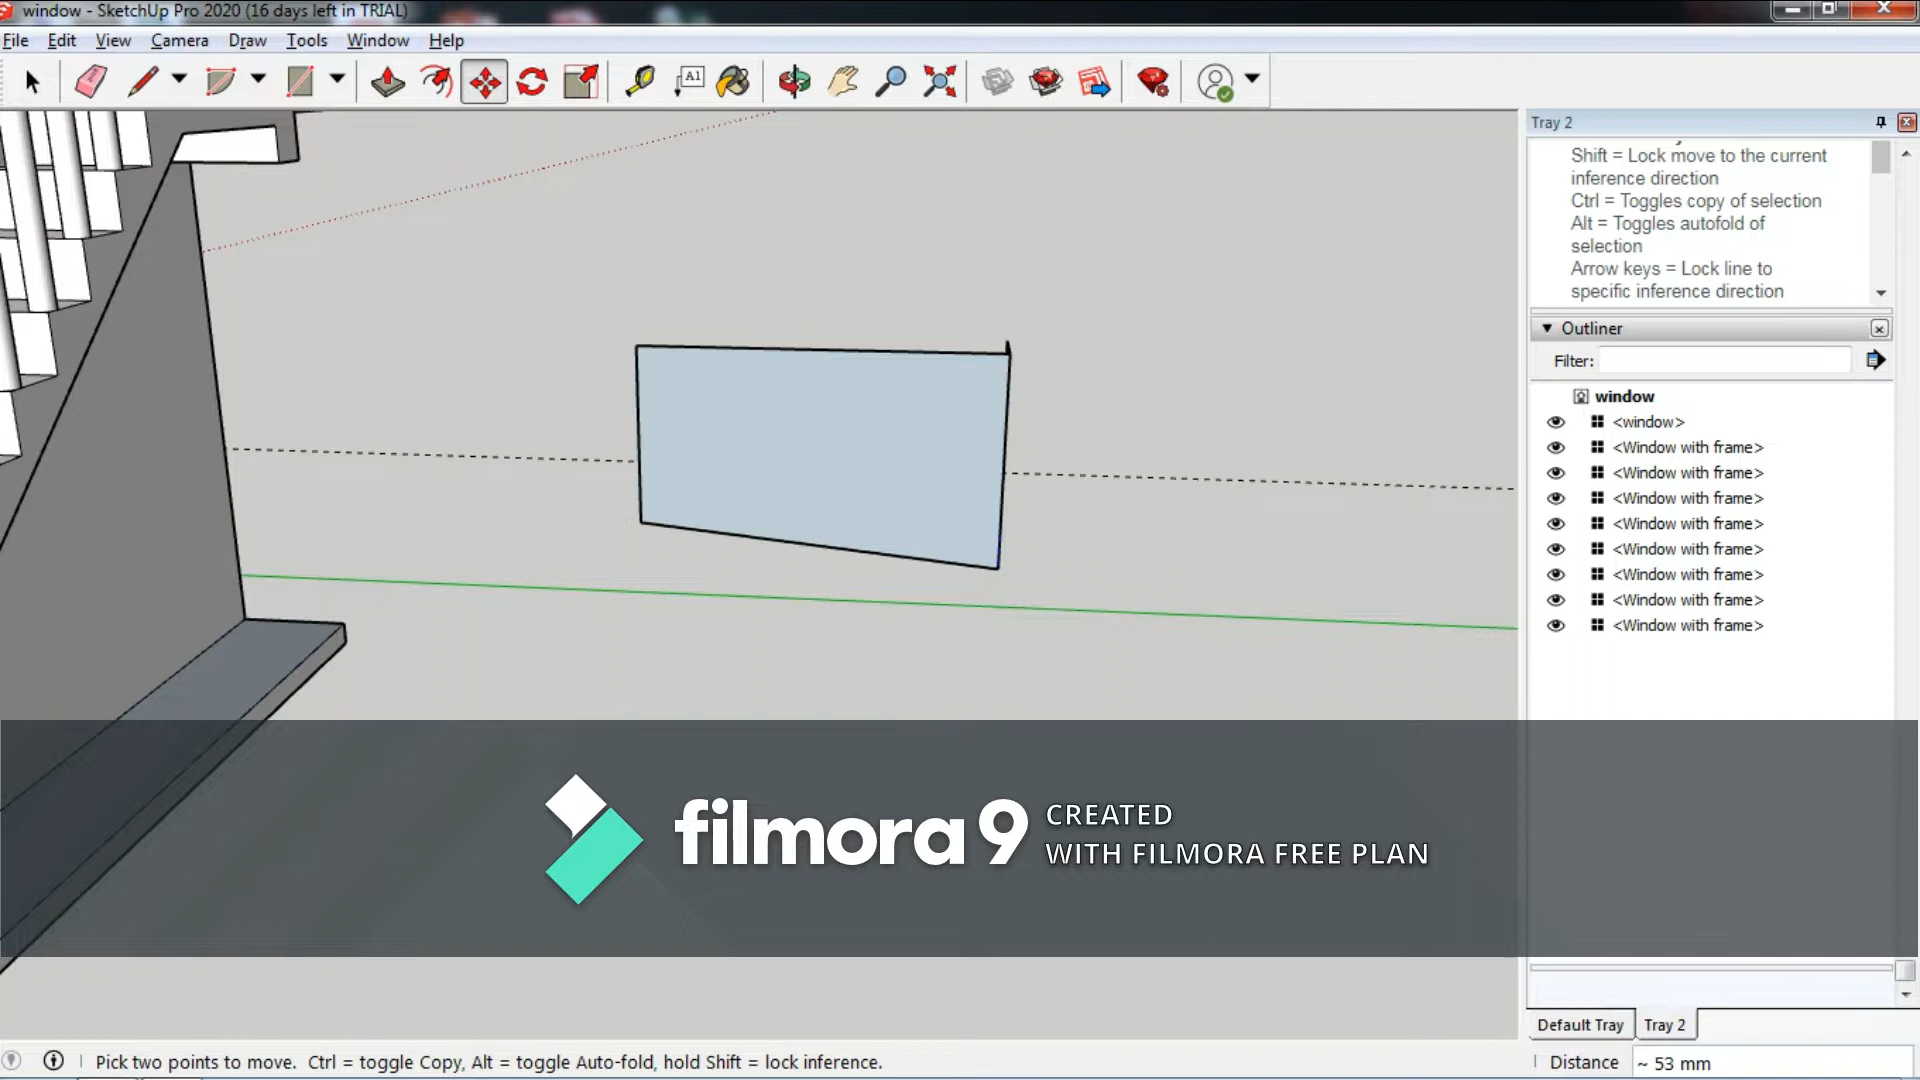 window - SketchUp Pro 2020 (16 days left in TRIAL)
File Edit View Camera Draw Tools Window Help
A1
Tray 2
Shift = Lock move to the current
inference direction
Ctrl = Toggles copy of selection
Alt = Toggles autofold of
selection
Arrow keys = Lock line to
specific inference direction
Outliner
Filter:
window
<window>
<Window with frame>
<Window with frame>
<Window with frame>
<Window with frame>
<Window with frame>
<Window with frame>
<Window with frame>
<Window with frame>
filmora 9
CREATED
WITH FILMORA FREE PLAN
Default Tray Tray 2
Pick two points to move. Ctrl = toggle Copy, Alt = toggle Auto-fold, hold Shift = lock inference.
Distance ~ 53 mm